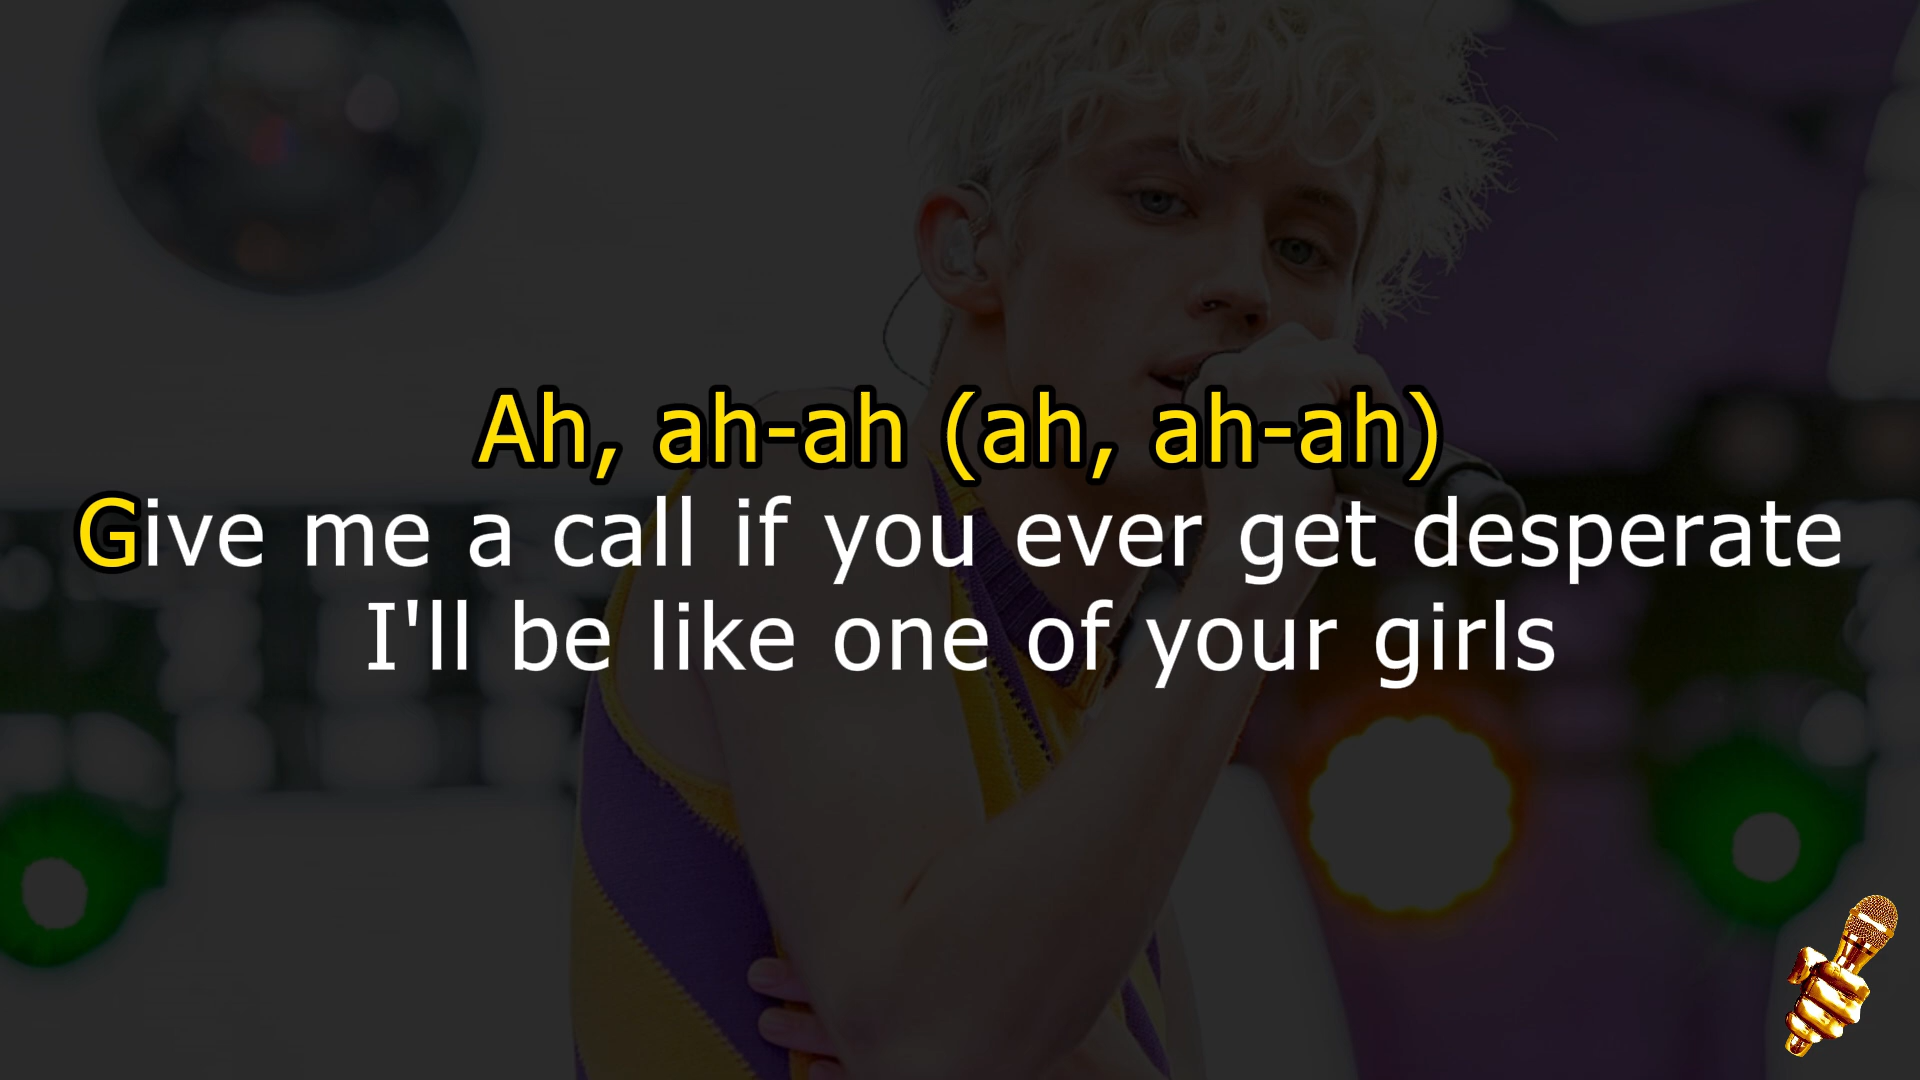 Ah, ah-ah (ah, ah-ah)
Give me a call if you ever get desperate
I'll be like one of your girls